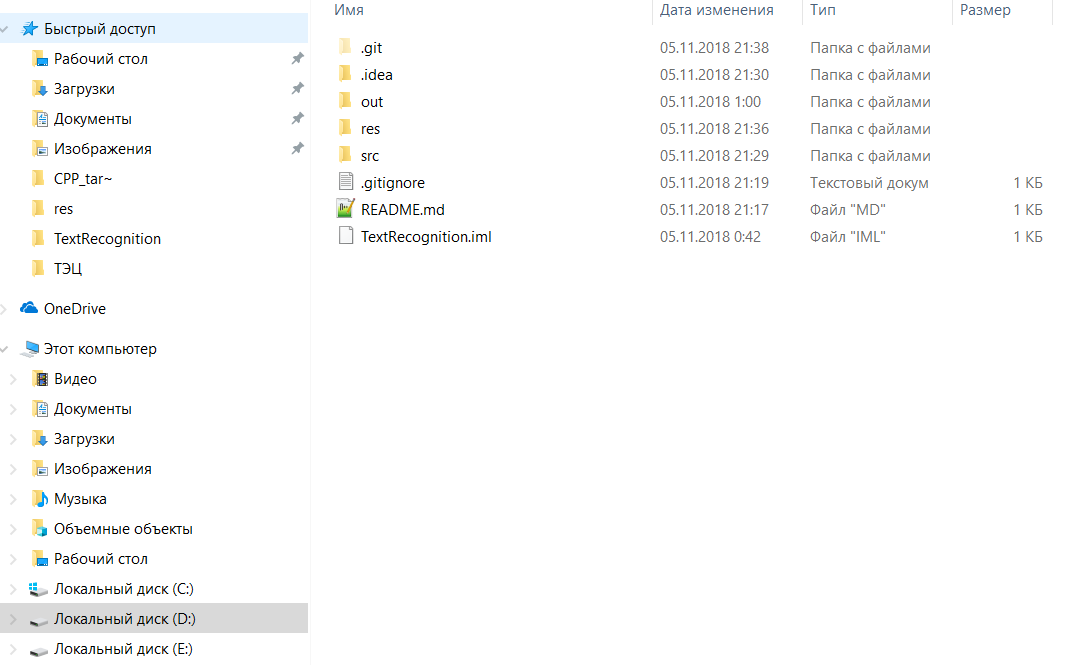 Быстрый доступ
Рабочий стол
Загрузки
Документы
Изображения
CPP_tar~
res
TextRecognition
ТЭЦ
OneDrive
Этот компьютер
Видео
Документы
Загрузки
Изображения
Музыка
Объемные объекты
Рабочий стол
Локальный диск (C:)
Локальный диск (D:)
Локальный диск (E:)
Имя Дата изменения Тип Размер
.git 05.11.2018 21:38 Папка с файлами
.idea 05.11.2018 21:30 Папка с файлами
out 05.11.2018 1:00 Папка с файлами
res 05.11.2018 21:36 Папка с файлами
src 05.11.2018 21:29 Папка с файлами
.gitignore 05.11.2018 21:19 Текстовый докум 1 КБ
README.md 05.11.2018 21:17 Файл "MD" 1 КБ
TextRecognition.iml 05.11.2018 0:42 Файл "IML" 1 КБ